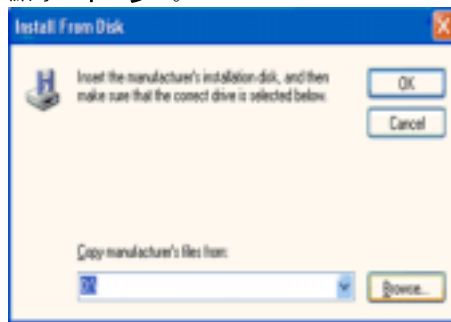 Install From Disk
Insert the manufacturer's installation disk, and then
make sure that the correct drive is selected below.
OK
Cancel
Copy manufacturer's files from:
Browse...